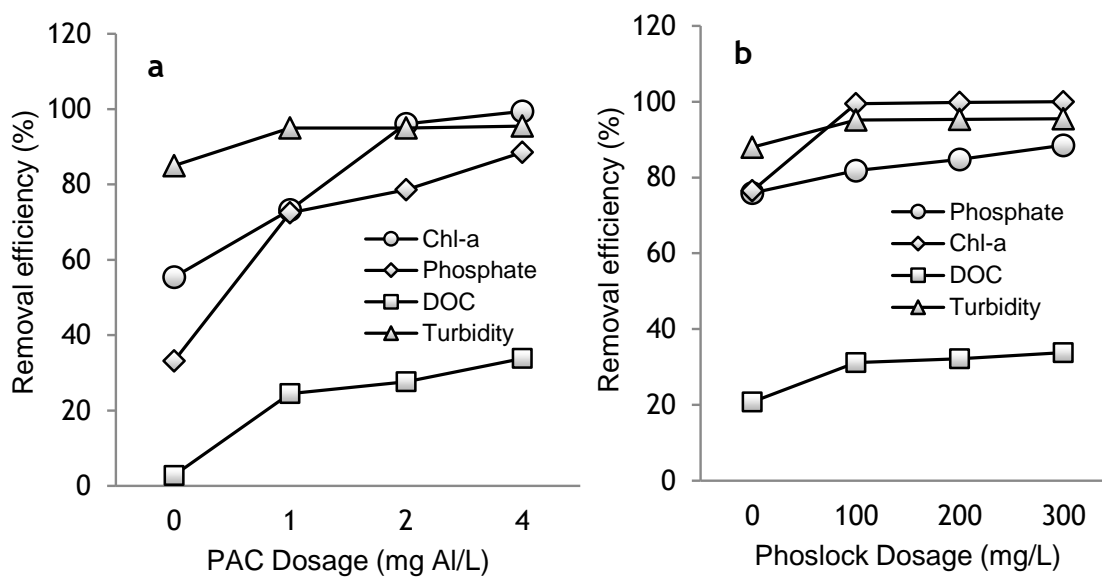 a
Removal efficiency (%)
120
100
80
60
40
20
0
Chl-a
Phosphate
DOC
Turbidity
0 1 2 4
PAC Dosage (mg Al/L)
b
Removal efficiency (%)
120
100
80
60
40
20
0
Phosphate
Chl-a
DOC
Turbidity
0 100 200 300
Phoslock Dosage (mg/L)